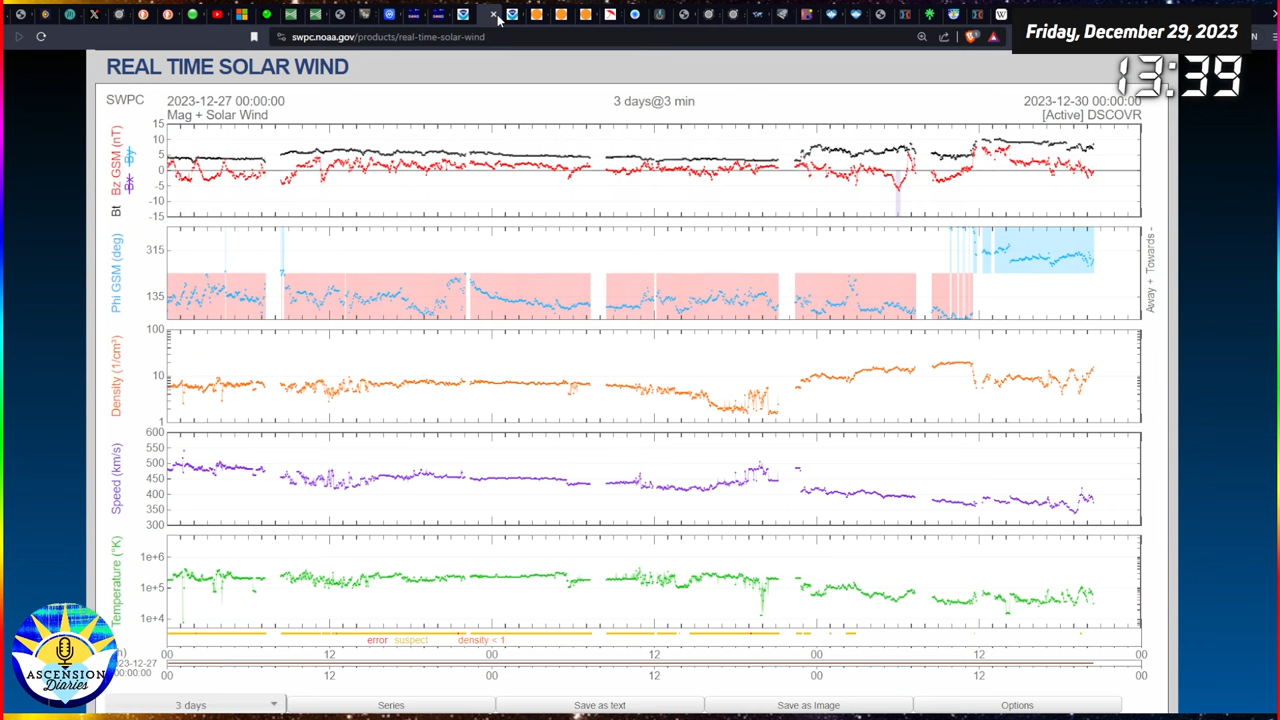 swpc.noaa.gov/products/real-time-solar-wind
Friday, December 29, 2023
13:39
REAL TIME SOLAR WIND
SWPC
2023-12-27 00:00:00
3 days@3 min
2023-12-30 00:00:00
Mag + Solar Wind
[Active] DSCOVR
Bt Bz GSM (nT)
Bx By
15
10
5
0
-5
-10
-15
Phi GSM (deg)
315
135
Away + Towards -
Density (1/cm³)
100
10
1
Speed (km/s)
600
550
500
450
400
350
300
Temperature (°K)
1e+6
1e+5
1e+4
error suspect density < 1
00 12 00 12 00 12 00
00:00:00
00 12 00 12 00 12 00
ASCENSION
Diaries
3 days
Series
Save as text
Save as Image
Options